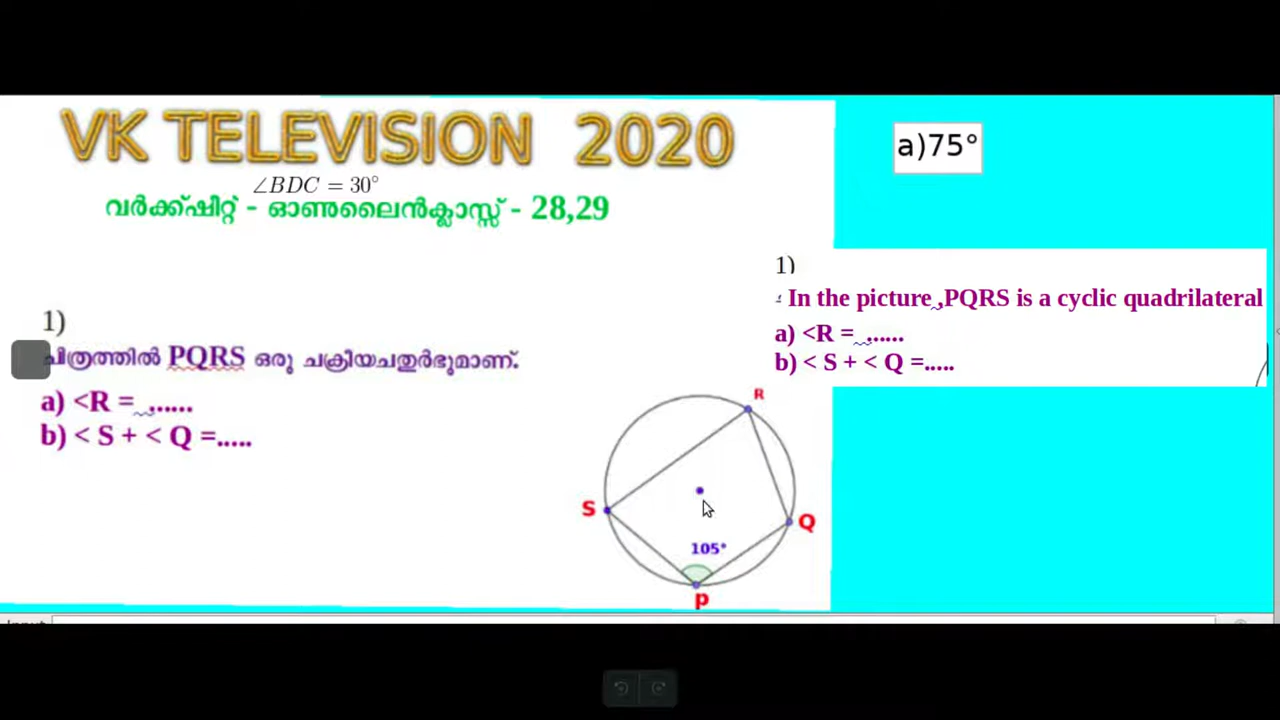 VK TELEVISION 2020
∠BDC = 30°
വർക്ക്ഷീറ്റ് - ഓൺലൈൻക്ലാസ്സ് - 28,29
a)75°
1)
In the picture ,PQRS is a cyclic quadrilateral
a) <R = ,......
b) < S + < Q =.....
1)
ചിത്രത്തിൽ PQRS ഒരു ചക്രിയചതുർഭുമാണ്.
a) <R = ,......
b) < S + < Q =.....
R
S
Q
105°
P